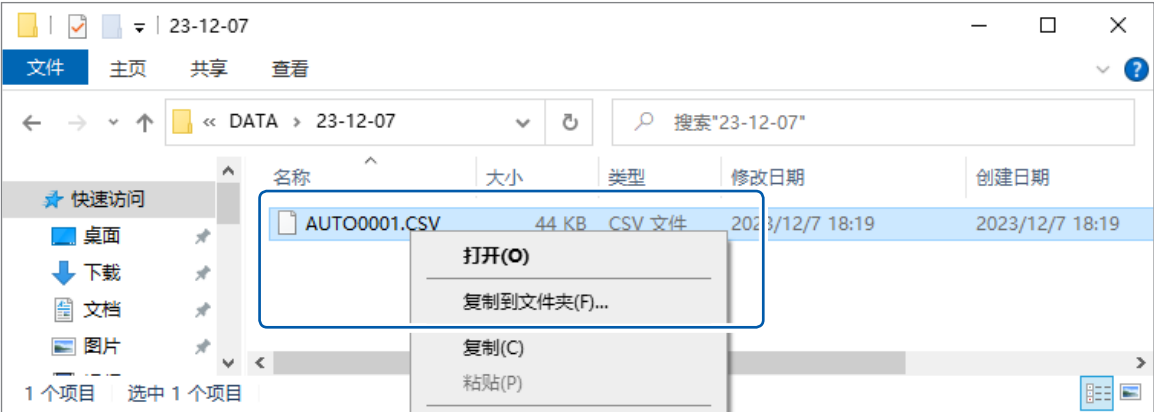 23-12-07
文件 主页 共享 查看
« DATA › 23-12-07 搜索"23-12-07"
名称 大小 类型 修改日期 创建日期
快速访问
AUTO0001.CSV 44 KB CSV 文件 2023/12/7 18:19 2023/12/7 18:19
桌面
打开(O)
下载
复制到文件夹(F)...
文档
图片
复制(C)
粘贴(P)
1 个项目 选中 1 个项目